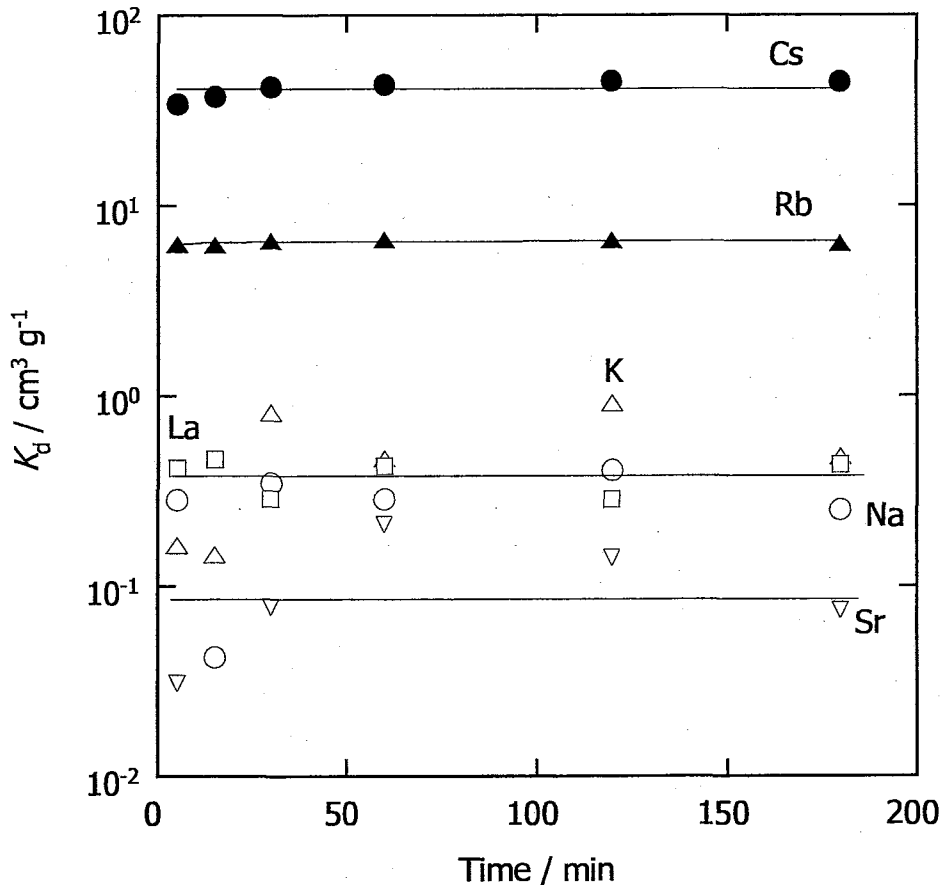 10²
Cs
10¹
Rb
K_d / cm³ g⁻¹
10⁰
K
La
Na
10⁻¹
Sr
10⁻²
0 50 100 150 200
Time / min